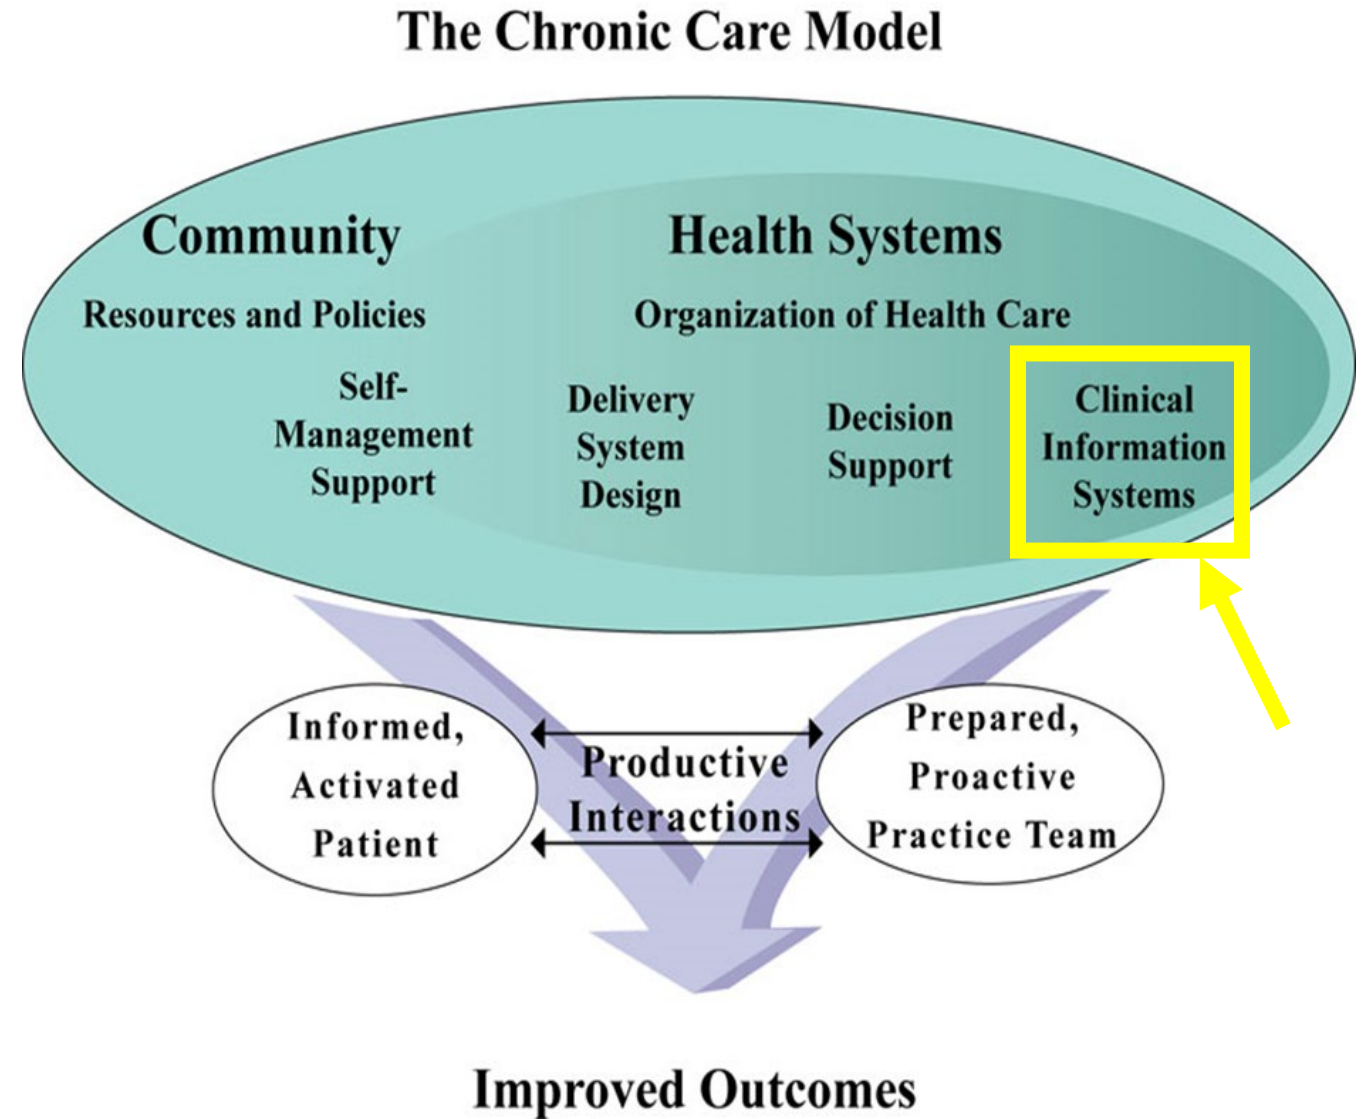 The Chronic Care Model
Community
Health Systems
Resources and Policies
Organization of Health Care
Self-
Management
Support
Delivery
System
Design
Decision
Support
Clinical
Information
Systems
Informed,
Activated
Patient
Productive
Interactions
Prepared,
Proactive
Practice Team
Improved Outcomes